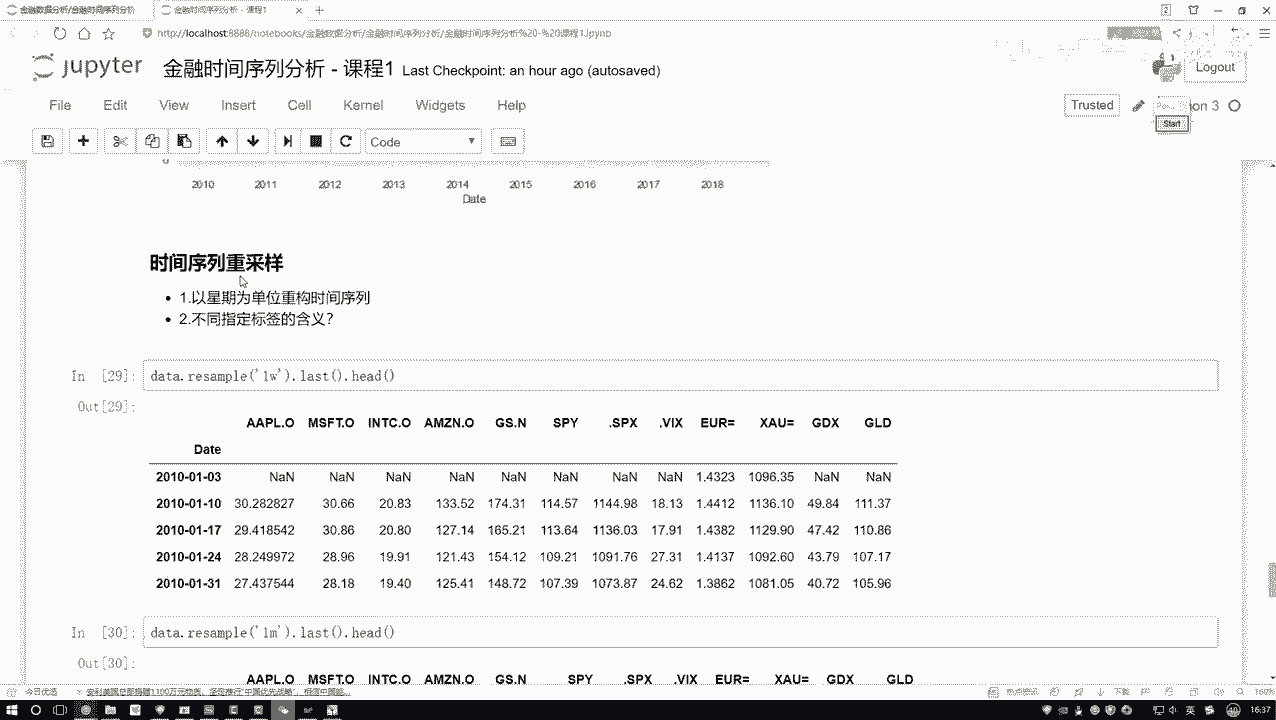 金融数据分析/金融时间序列分析
金融时间序列分析 - 课程1
http://localhost:8888/notebooks/金融数据分析/金融时间序列分析/金融时间序列分析%20-%20课程1.ipynb
jupyter 金融时间序列分析 - 课程1 Last Checkpoint: an hour ago (autosaved)
Logout
File Edit View Insert Cell Kernel Widgets Help
Trusted
on 3
Start
Code
0
2010 2011 2012 2013 2014 2015 2016 2017 2018
Date
时间序列重采样
1.以星期为单位重构时间序列
2.不同指定标签的含义?
In [29]: data.resample('1w').last().head()
Out[29]:
AAPL.O MSFT.O INTC.O AMZN.O GS.N SPY .SPX .VIX EUR= XAU= GDX GLD
Date
2010-01-03 NaN NaN NaN NaN NaN NaN NaN NaN 1.4323 1096.35 NaN NaN
2010-01-10 30.282827 30.66 20.83 133.52 174.31 114.57 1144.98 18.13 1.4412 1136.10 49.84 111.37
2010-01-17 29.418542 30.86 20.80 127.14 165.21 113.64 1136.03 17.91 1.4382 1129.90 47.42 110.86
2010-01-24 28.249972 28.96 19.91 121.43 154.12 109.21 1091.76 27.31 1.4137 1092.60 43.79 107.17
2010-01-31 27.437544 28.18 19.40 125.41 148.72 107.39 1073.87 24.62 1.3862 1081.05 40.72 105.96
In [30]: data.resample('1m').last().head()
Out[30]:
AAPL.O MSFT.O INTC.O AMZN.O GS.N SPY .SPX .VIX EUR= XAU= GDX GLD
今日优选
下载
160%
英
16:37